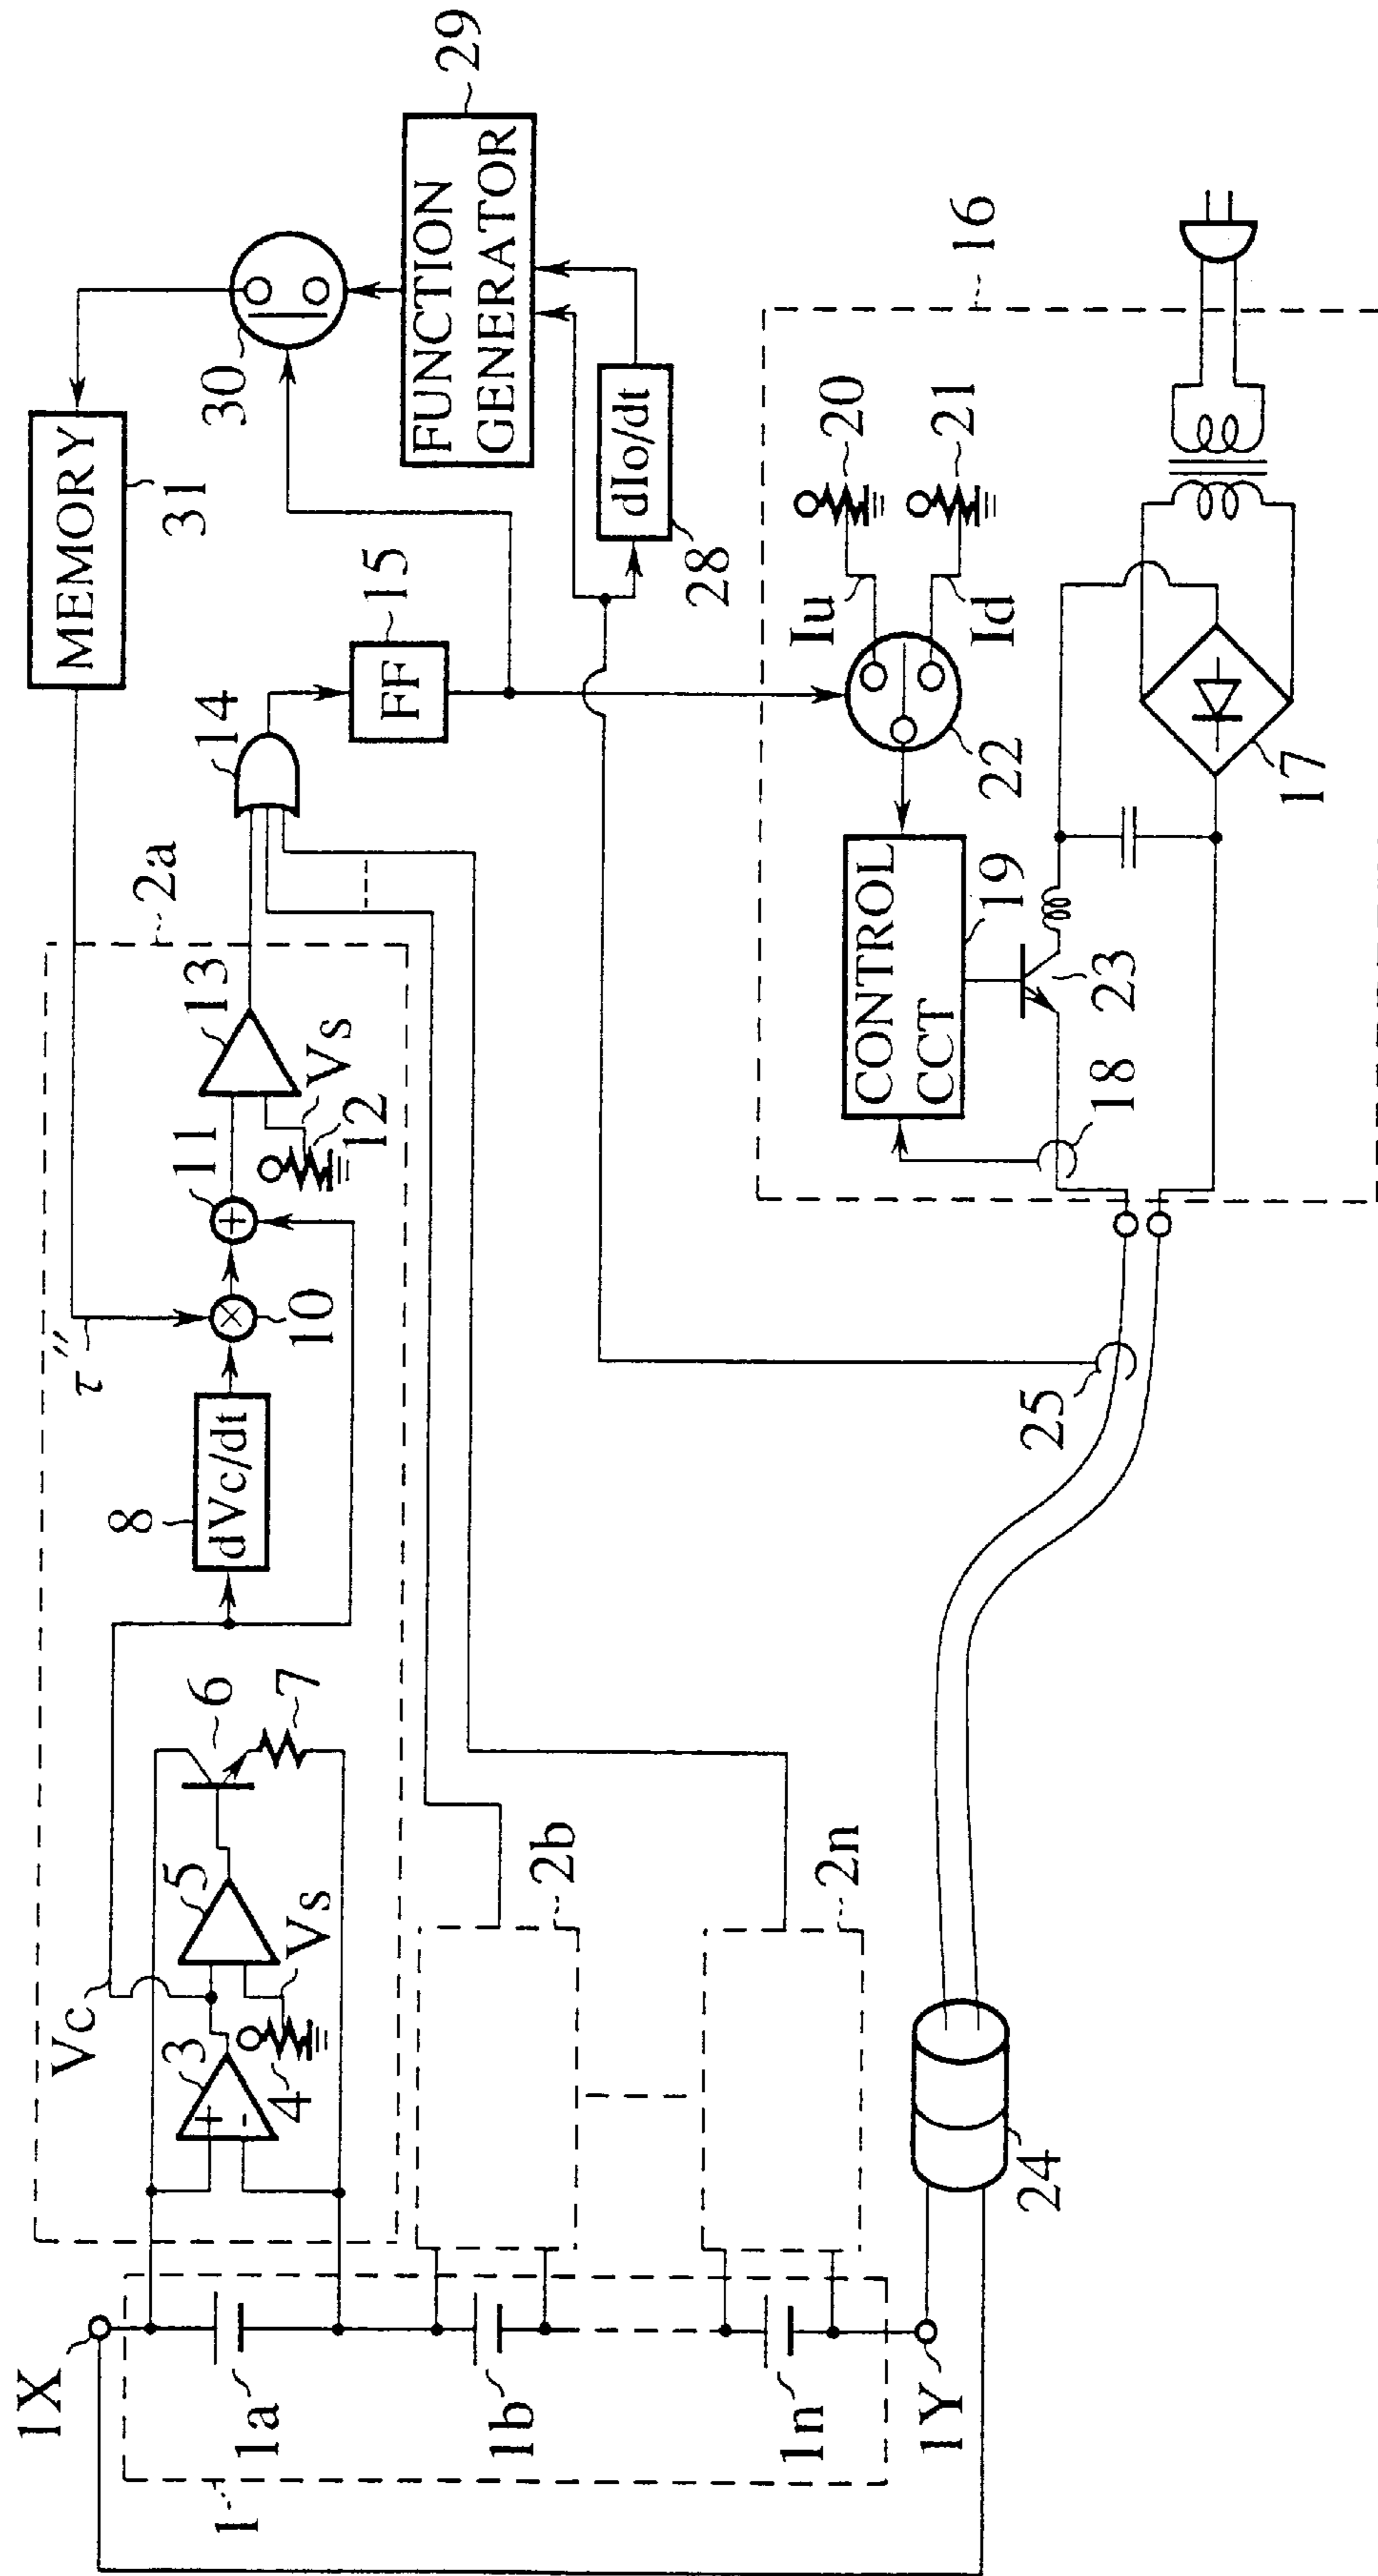 1X
1
1a
1b
1n
1Y
Vc
3
4
5
Vs
6
7
8
dVc/dt
τ″
10
11
12
Vs
13
2a
2b
2n
14
FF
15
MEMORY
31
30
FUNCTION
GENERATOR
29
dIo/dt
28
16
Iu
20
Id
21
22
CONTROL
CCT
19
23
18
17
25
24